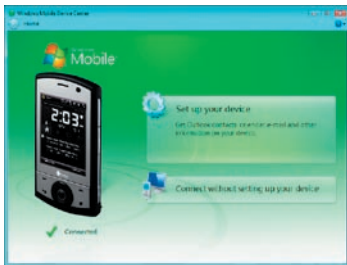 Windows Mobile Device Center
Home
Mobile
2:03
Set up your device
Get Outlook contacts, calendar, e-mail and other
information on your device.
Connect without setting up your device
Connected